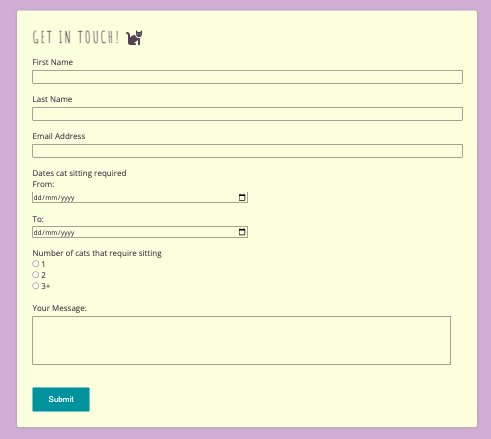 GET IN TOUCH!
First Name
Last Name
Email Address
Dates cat sitting required
From:
dd/mm/yyyy
To:
dd/mm/yyyy
Number of cats that require sitting
1
2
3+
Your Message:
Submit